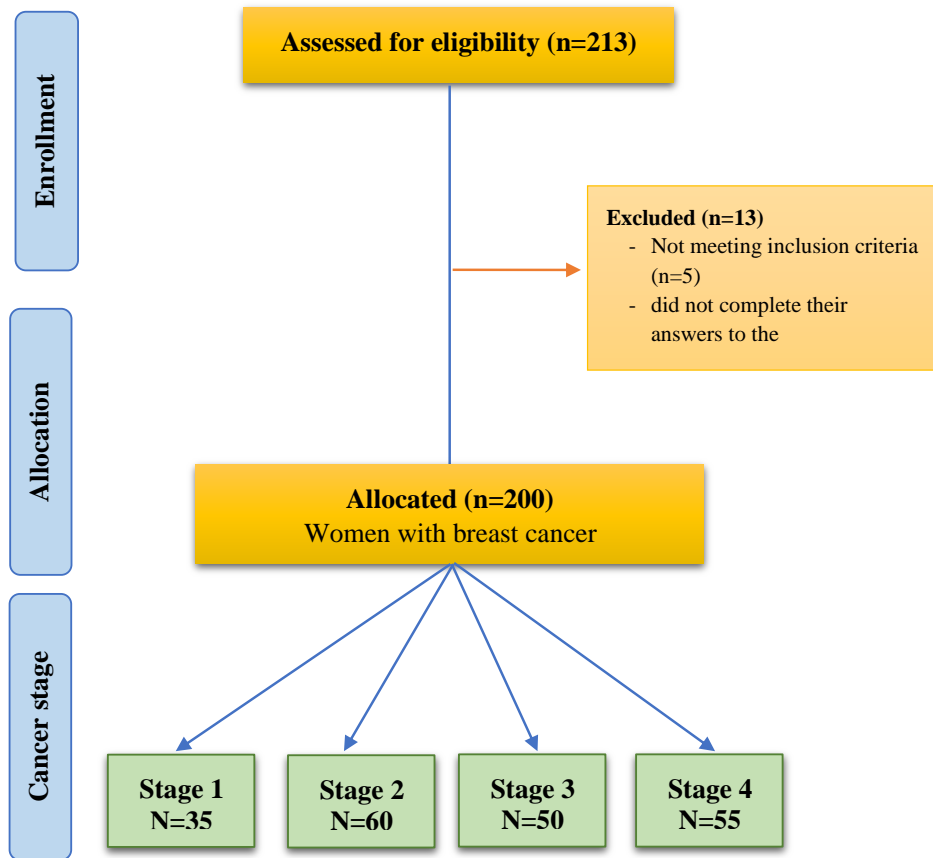 Enrollment
Assessed for eligibility (n=213)
Excluded (n=13)
- Not meeting inclusion criteria
(n=5)
- did not complete their
answers to the
Allocation
Allocated (n=200)
Women with breast cancer
Cancer stage
Stage 1
N=35
Stage 2
N=60
Stage 3
N=50
Stage 4
N=55